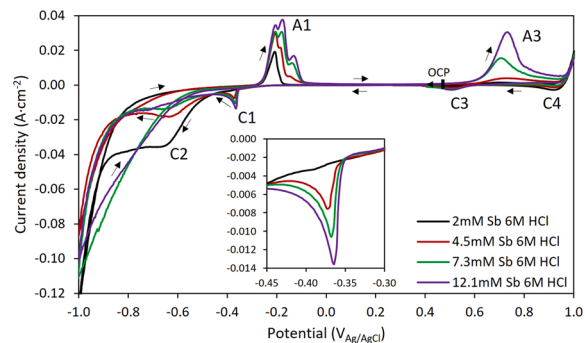 0.04
A1
A3
0.02
0.00
OCP
C3
C4
-0.02
C1
C2
-0.04
-0.06
-0.08
-0.10
0.12
Current density (A·cm⁻²)
0.000
-0.002
-0.004
-0.006
-0.008
-0.010
-0.012
-0.014
-0.45 -0.40 -0.35 -0.30
2mM Sb 6M HCl
4.5mM Sb 6M HCl
7.3mM Sb 6M HCl
12.1mM Sb 6M HCl
-1.0 -0.8 -0.6 -0.4 -0.2 0.0 0.2 0.4 0.6 0.8 1.0
Potential (V_Ag/AgCl)